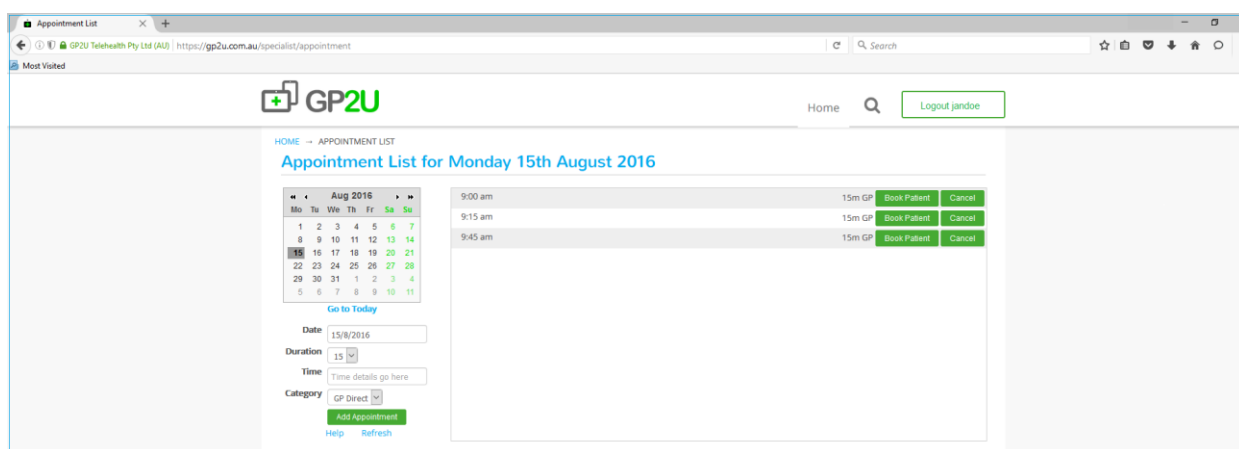 Appointment List
GP2U Telehealth Pty Ltd (AU) https://gp2u.com.au/specialist/appointment Search
Most Visited
GP2U
Home Logout jandoe
HOME → APPOINTMENT LIST
Appointment List for Monday 15th August 2016
Aug 2016
Mo Tu We Th Fr Sa Su
1 2 3 4 5 6 7
8 9 10 11 12 13 14
15 16 17 18 19 20 21
22 23 24 25 26 27 28
29 30 31 1 2 3 4
5 6 7 8 9 10 11
Go to Today
Date 15/8/2016
Duration 15
Time Time details go here
Category GP Direct
Add Appointment
Help Refresh
9:00 am 15m GP Book Patient Cancel
9:15 am 15m GP Book Patient Cancel
9:45 am 15m GP Book Patient Cancel